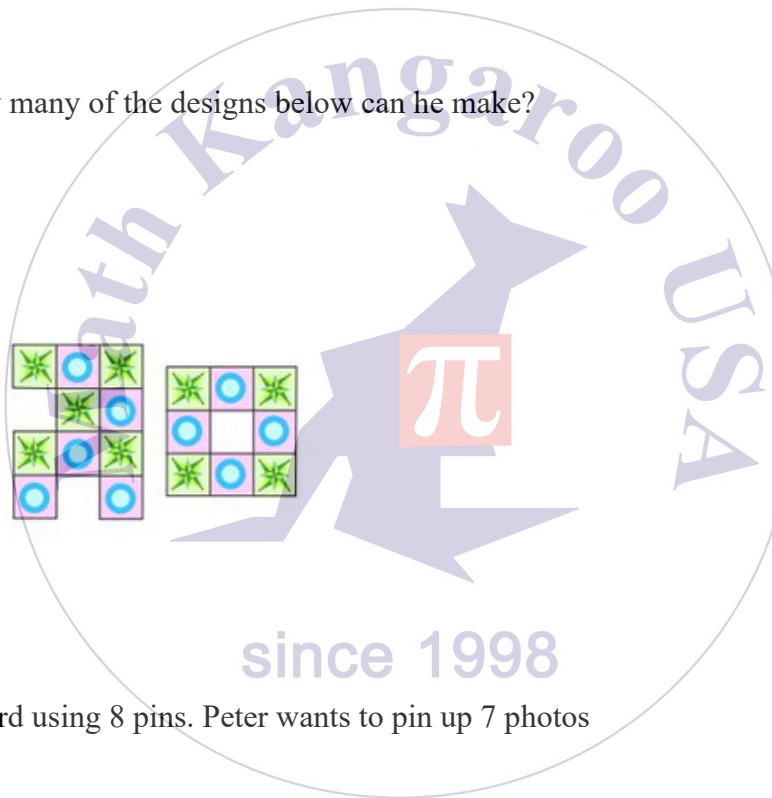 many of the designs below can he make?
Math Kangaroo USA
π
since 1998
rd using 8 pins. Peter wants to pin up 7 photos